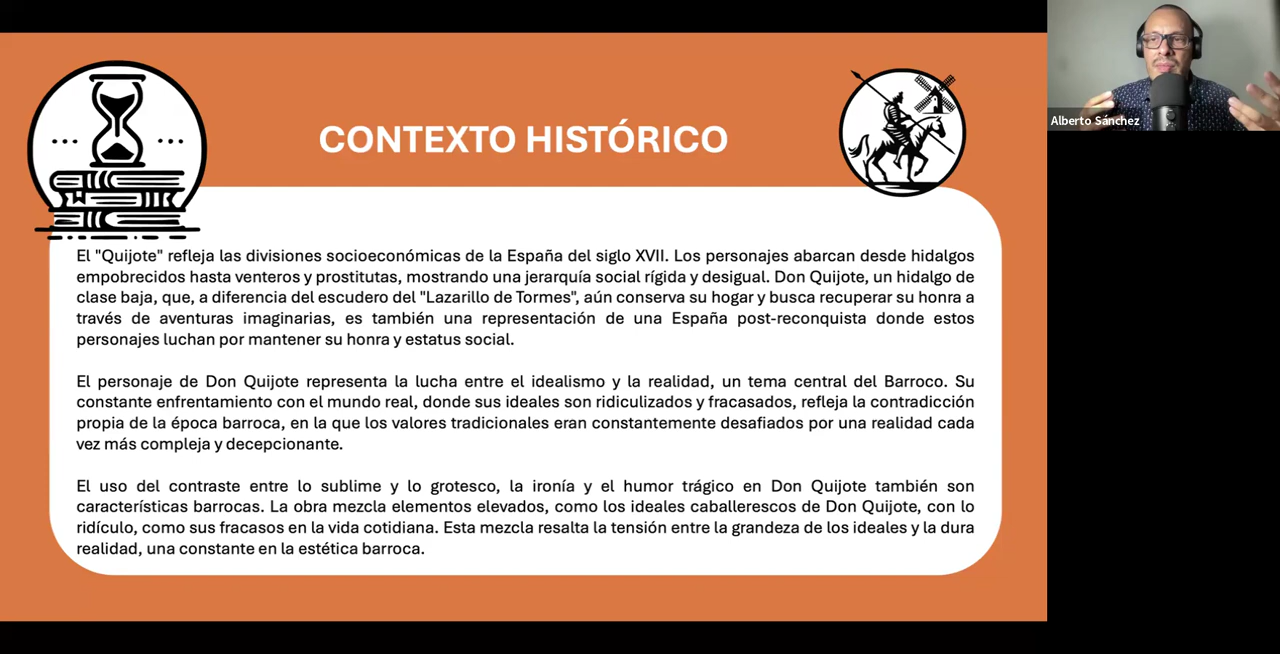 CONTEXTO HISTÓRICO
Alberto Sánchez
El "Quijote" refleja las divisiones socioeconómicas de la España del siglo XVII. Los personajes abarcan desde hidalgos
empobrecidos hasta venteros y prostitutas, mostrando una jerarquía social rígida y desigual. Don Quijote, un hidalgo de
clase baja, que, a diferencia del escudero del "Lazarillo de Tormes", aún conserva su hogar y busca recuperar su honra a
través de aventuras imaginarias, es también una representación de una España post-reconquista donde estos
personajes luchan por mantener su honra y estatus social.
El personaje de Don Quijote representa la lucha entre el idealismo y la realidad, un tema central del Barroco. Su
constante enfrentamiento con el mundo real, donde sus ideales son ridiculizados y fracasados, refleja la contradicción
propia de la época barroca, en la que los valores tradicionales eran constantemente desafiados por una realidad cada
vez más compleja y decepcionante.
El uso del contraste entre lo sublime y lo grotesco, la ironía y el humor trágico en Don Quijote también son
características barrocas. La obra mezcla elementos elevados, como los ideales caballerescos de Don Quijote, con lo
ridículo, como sus fracasos en la vida cotidiana. Esta mezcla resalta la tensión entre la grandeza de los ideales y la dura
realidad, una constante en la estética barroca.